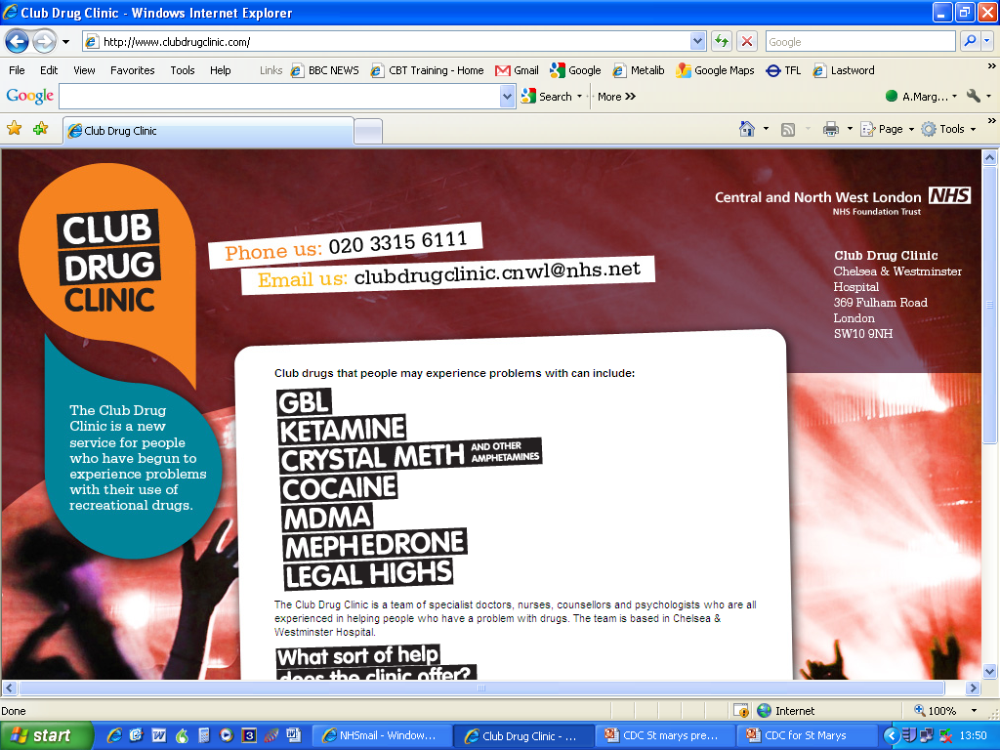 Club Drug Clinic - Windows Internet Explorer
http://www.clubdrugclinic.com/
Google
File Edit View Favorites Tools Help Links BBC NEWS CBT Training - Home Gmail Google Metalib Google Maps TFL Lastword
Google Search More >> A.Marg...
Club Drug Clinic Page Tools
CLUB
DRUG
CLINIC
Phone us: 020 3315 6111
Email us: clubdrugclinic.cnwl@nhs.net
Central and North West London NHS
NHS Foundation Trust
Club Drug Clinic
Chelsea & Westminster
Hospital
369 Fulham Road
London
SW10 9NH
The Club Drug
Clinic is a new
service for people
who have begun to
experience problems
with their use of
recreational drugs.
Club drugs that people may experience problems with can include:
GBL
KETAMINE
CRYSTAL METH AND OTHER
AMPHETAMINES
COCAINE
MDMA
MEPHEDRONE
LEGAL HIGHS
The Club Drug Clinic is a team of specialist doctors, nurses, counsellors and psychologists who are all
experienced in helping people who have a problem with drugs. The team is based in Chelsea &
Westminster Hospital.
What sort of help
does the clinic offer?
Done Internet 100%
start NHSmail - Window... Club Drug Clinic - ... CDC St marys pre... CDC for St Marys 13:50